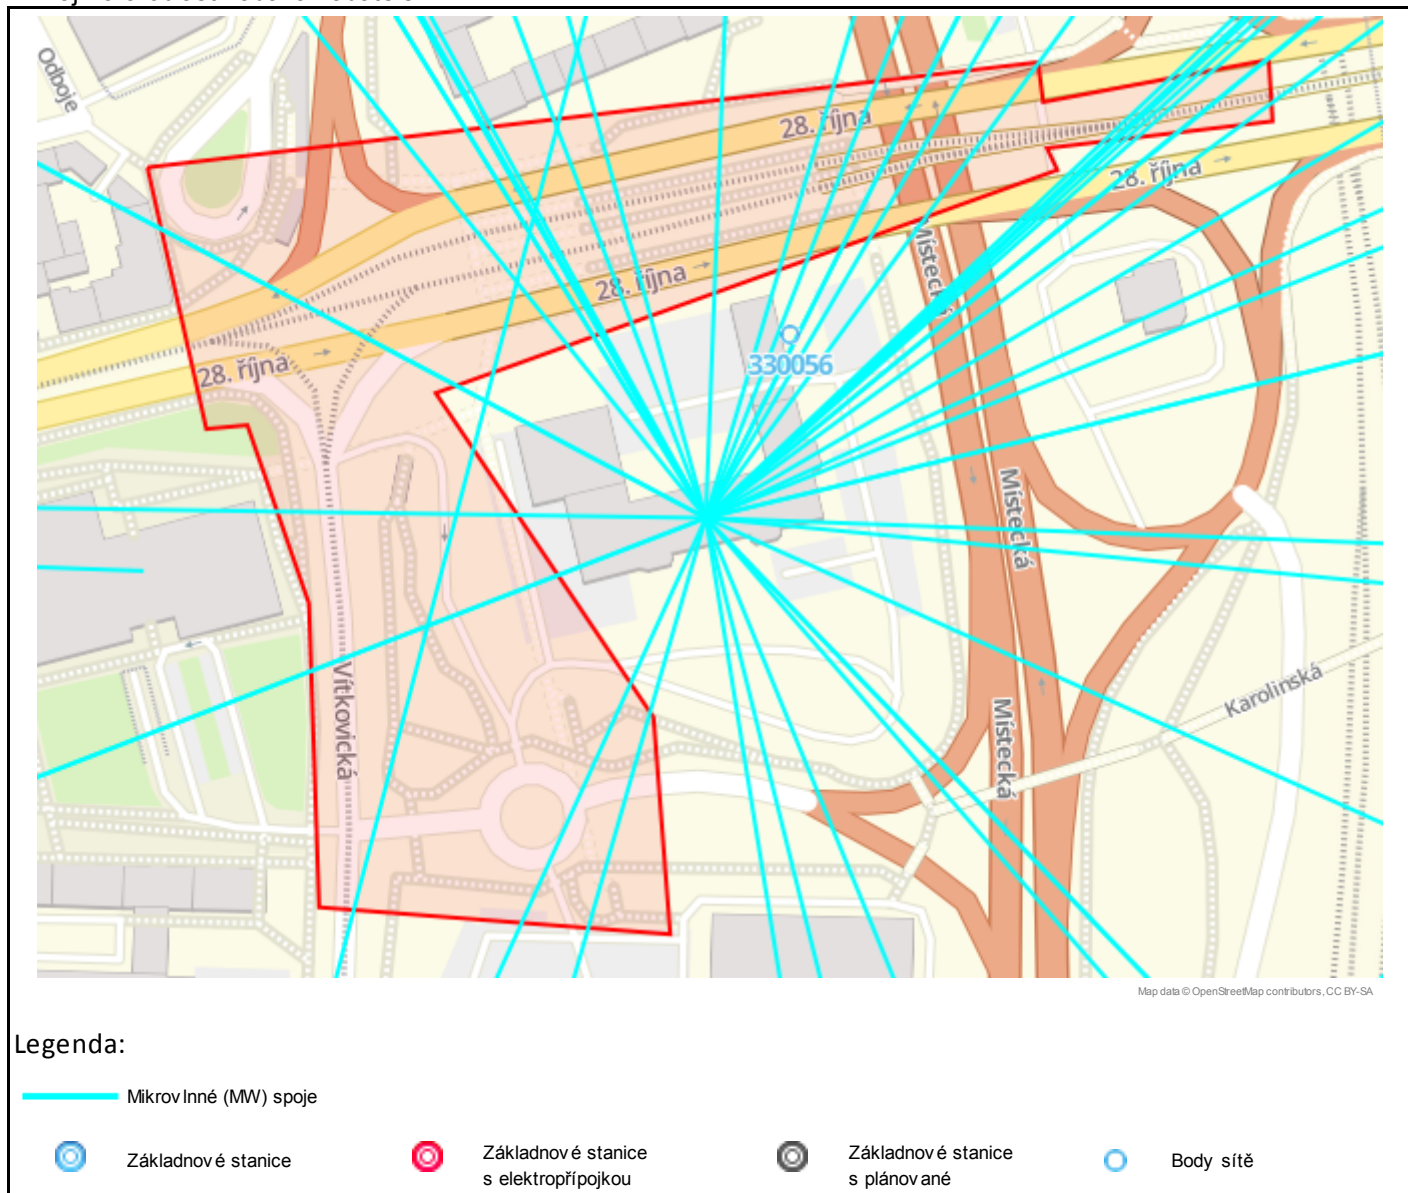 Odboje
28. října
28. října
28. října
28. října
Místecká
330056
Místecká
Vítkovická
Místecká
Karolinská
Map data © OpenStreetMap contributors, CC BY-SA
Legenda:
Mikrovlnné (MW) spoje
Základnové stanice
Základnové stanice
s elektropřípojkou
Základnové stanice
s plánované
Body sítě